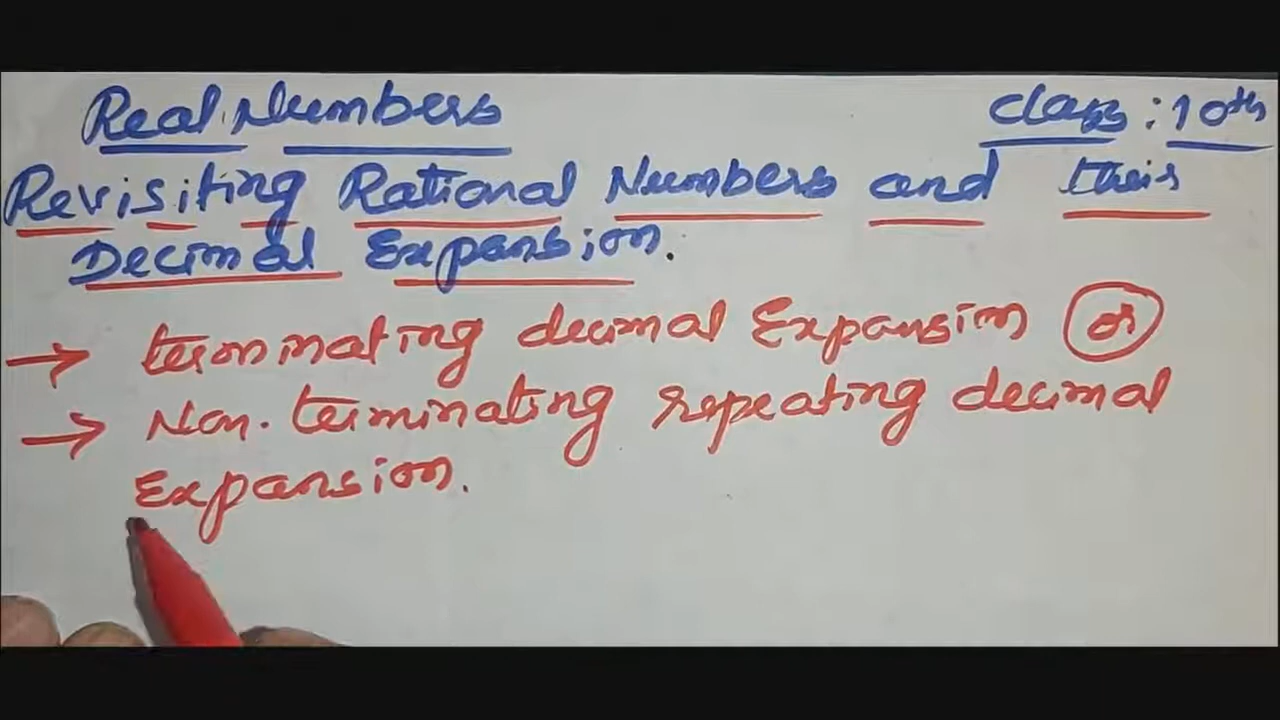 Real Numbers class: 10th
Revisiting Rational Numbers and their
Decimal Expansion.
→ terminating decimal Expansion or
→ Non-terminating repeating decimal
Expansion.